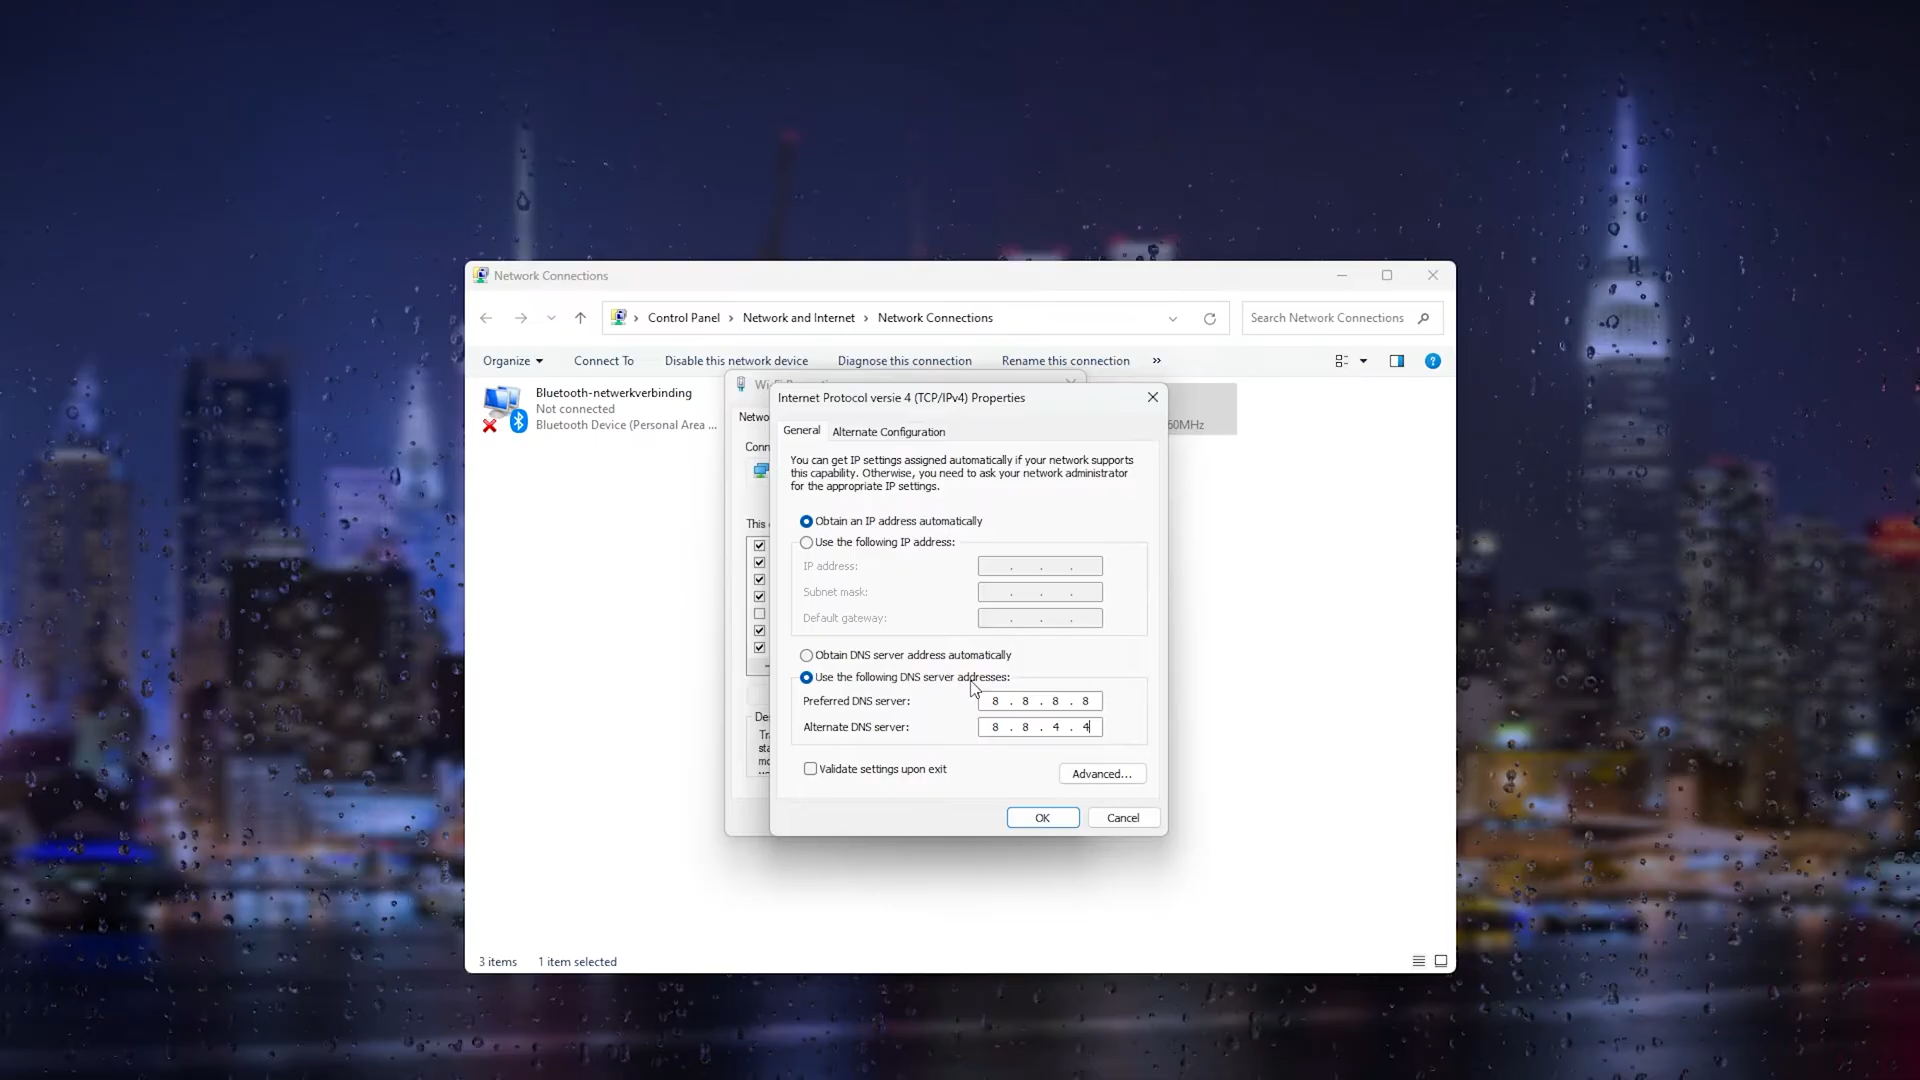 Network Connections
Control Panel › Network and Internet › Network Connections
Search Network Connections
Organize
Connect To
Disable this network device
Diagnose this connection
Rename this connection
»
Bluetooth-netwerkverbinding
Not connected
Bluetooth Device (Personal Area ...
60MHz
Internet Protocol versie 4 (TCP/IPv4) Properties
General
Alternate Configuration
You can get IP settings assigned automatically if your network supports
this capability. Otherwise, you need to ask your network administrator
for the appropriate IP settings.
Obtain an IP address automatically
Use the following IP address:
IP address:
. . .
Subnet mask:
. . .
Default gateway:
. . .
Obtain DNS server address automatically
Use the following DNS server addresses:
Preferred DNS server:
8 . 8 . 8 . 8
Alternate DNS server:
8 . 8 . 4 . 4
Validate settings upon exit
Advanced...
OK
Cancel
This
3 items
1 item selected